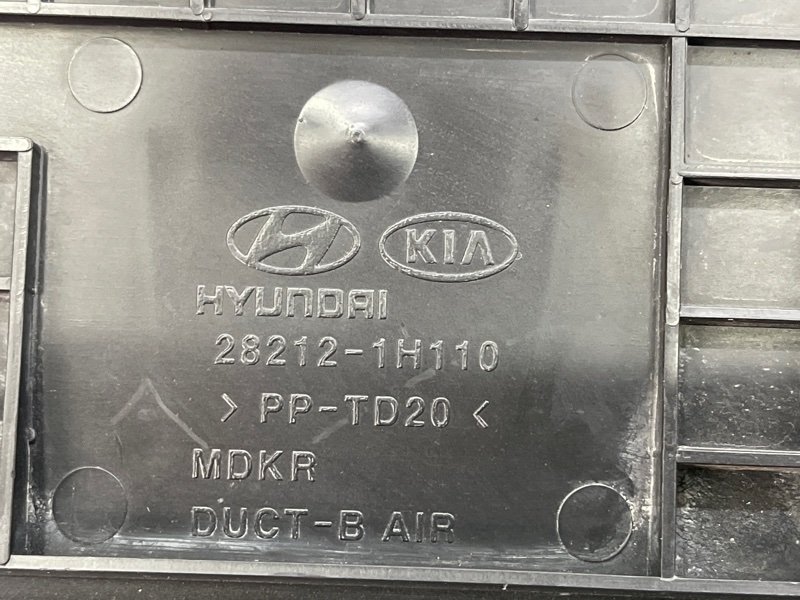 KIA
HYUNDAI
28212-1H110
> PP-TD20 <
MDKR
DUCT-B AIR